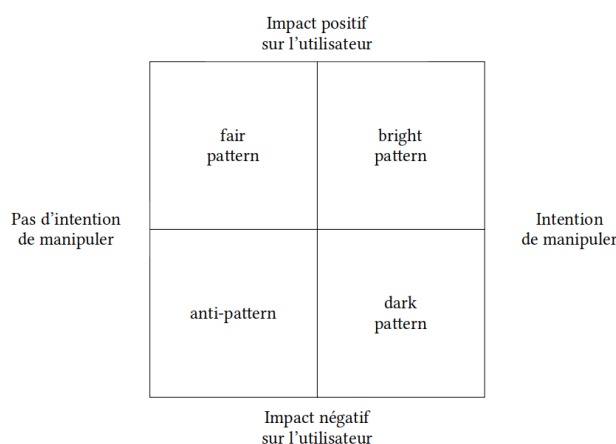 Impact positif
sur l'utilisateur
fair
pattern
bright
pattern
Pas d'intention
de manipuler
Intention
de manipuler
anti-pattern
dark
pattern
Impact négatif
sur l'utilisateur